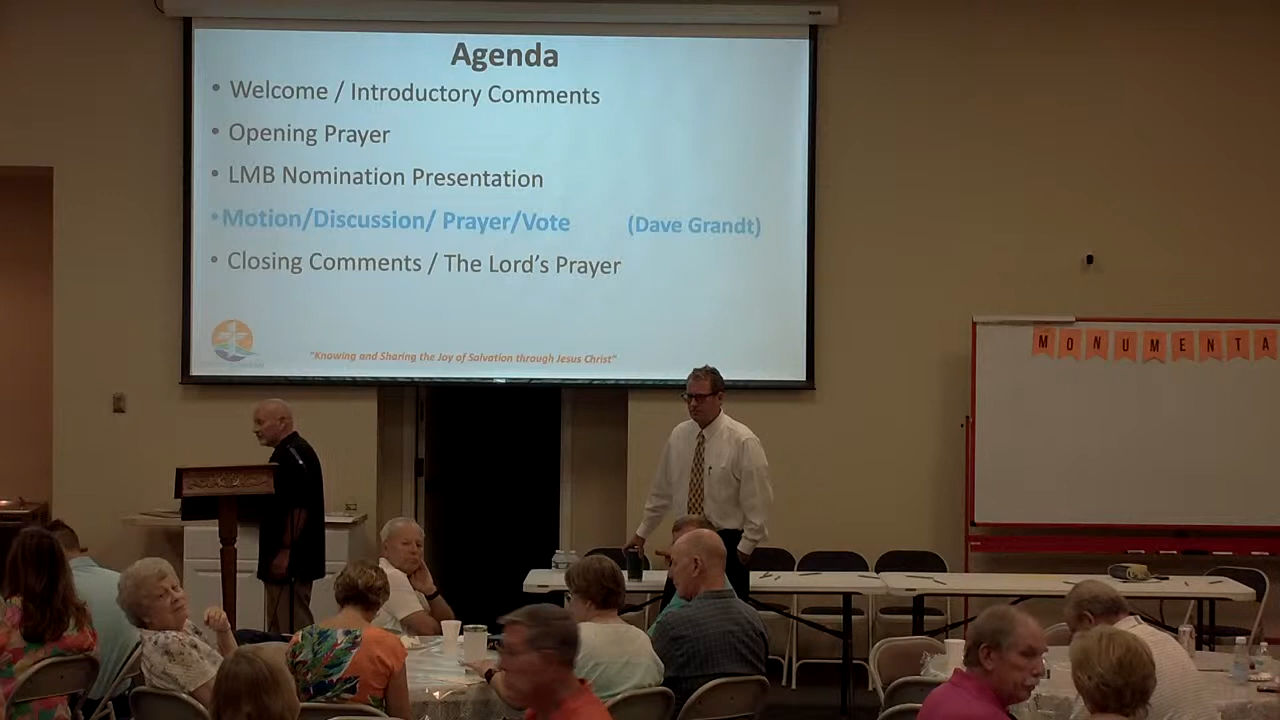 Agenda
• Welcome / Introductory Comments
• Opening Prayer
• LMB Nomination Presentation
• Motion/Discussion/ Prayer/Vote (Dave Grandt)
• Closing Comments / The Lord's Prayer
"Knowing and Sharing the Joy of Salvation through Jesus Christ"
MONUMENTA